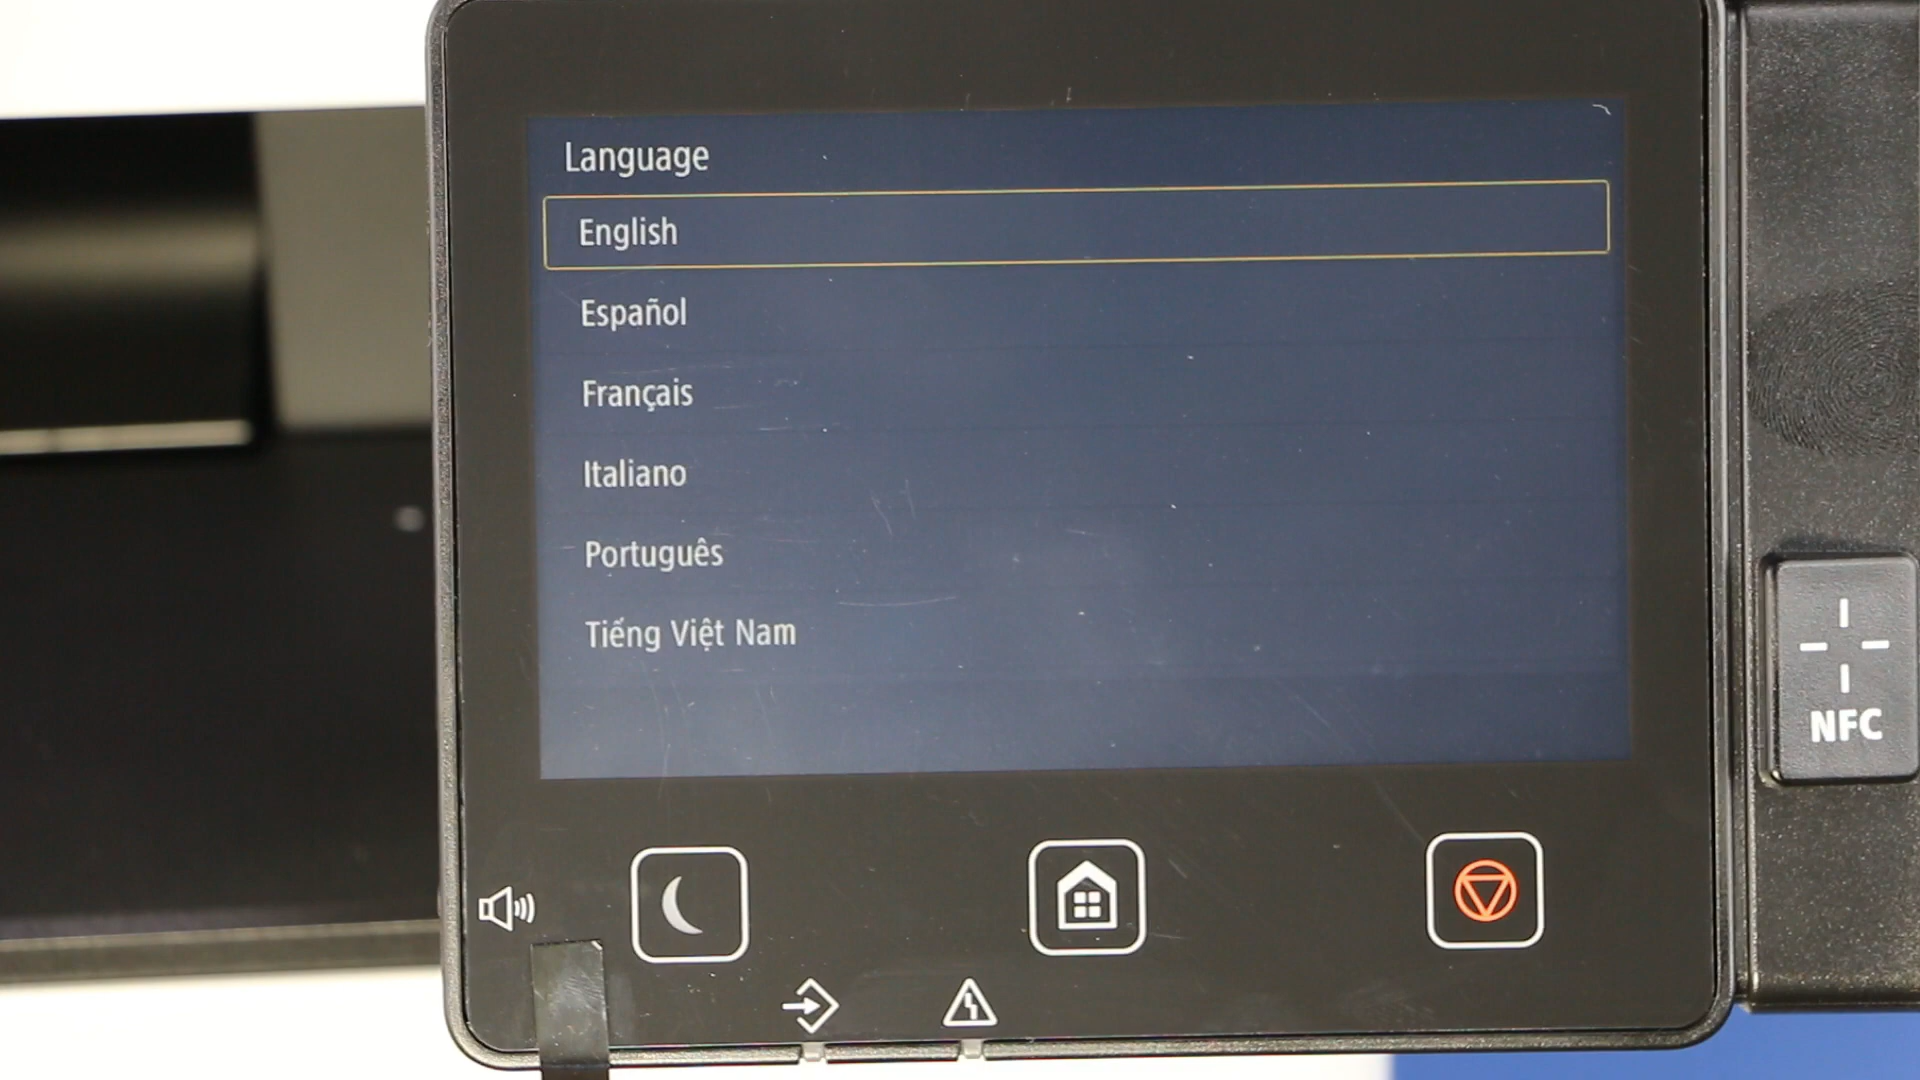 Language
English
Español
Français
Italiano
Português
Tiếng Việt Nam
NFC